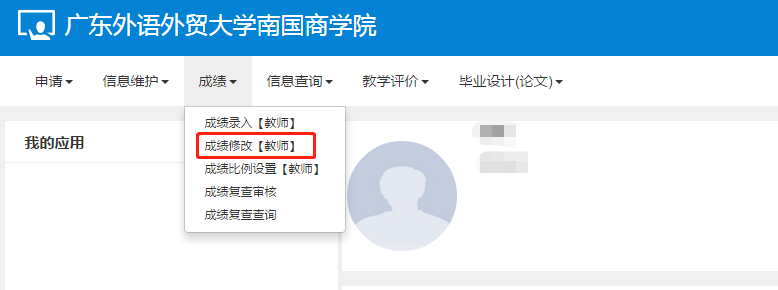 广东外语外贸大学南国商学院
申请 信息维护 成绩 信息查询 教学评价 毕业设计(论文)
成绩录入【教师】
我的应用
成绩修改【教师】
成绩比例设置【教师】
成绩复查审核
成绩复查查询